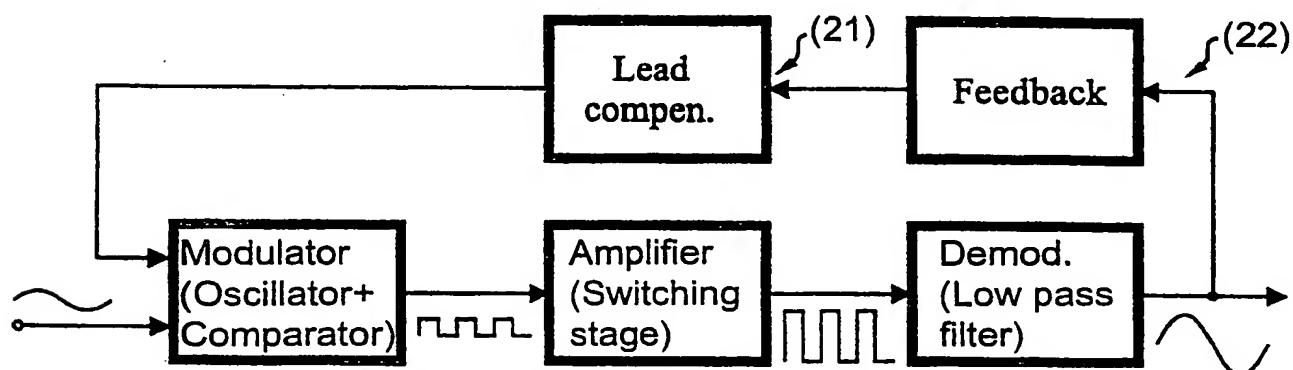 Lead
compen.
(21)
Feedback
(22)
Modulator
(Oscillator+
Comparator)
Amplifier
(Switching
stage)
Demod.
(Low pass
filter)